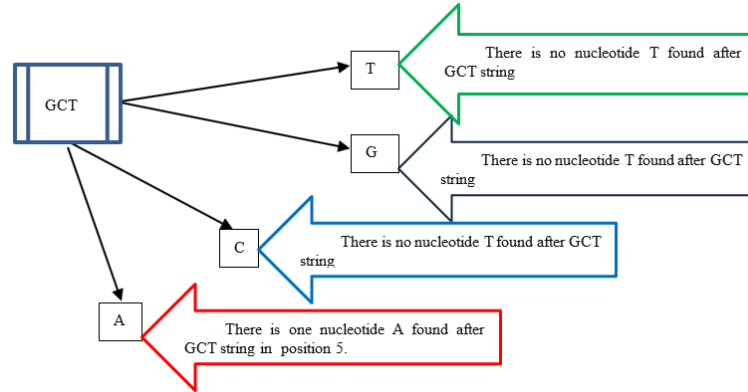 There is no nucleotide T found after
GCT string
T
GCT
G
There is no nucleotide T found after GCT
string
C
There is no nucleotide T found after GCT
string
A
There is one nucleotide A found after
GCT string in position 5.